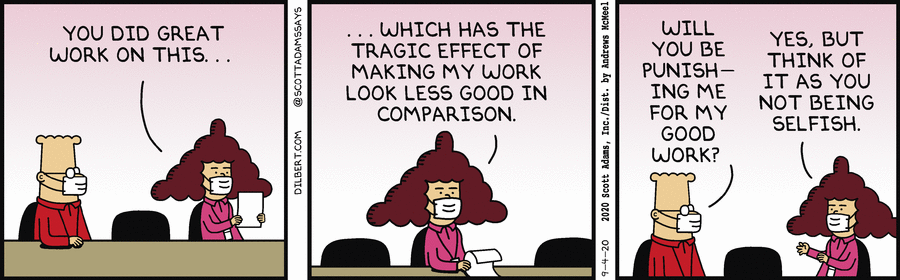 YOU DID GREAT
WORK ON THIS...
DILBERT.COM @SCOTTADAMSSAYS
...WHICH HAS THE
TRAGIC EFFECT OF
MAKING MY WORK
LOOK LESS GOOD IN
COMPARISON.
9-4-20 2020 Scott Adams, Inc./Dist. by Andrews McMeel
WILL
YOU BE
PUNISH—
ING ME
FOR MY
GOOD
WORK?
YES, BUT
THINK OF
IT AS YOU
NOT BEING
SELFISH.